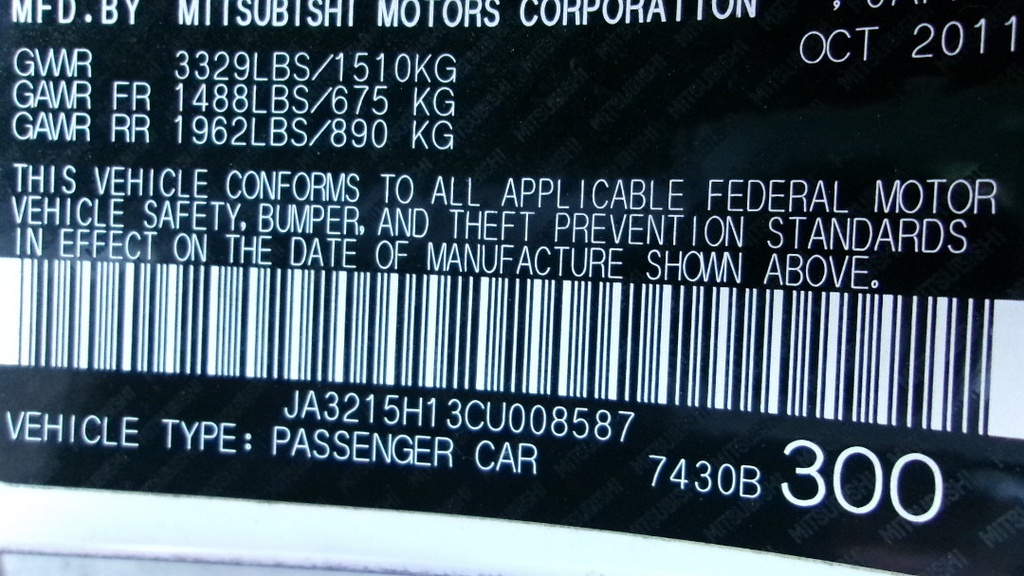 MFD.BY MITSUBISHI MOTORS CORPORATION
OCT 2011
GVWR 3329LBS/1510KG
GAWR FR 1488LBS/675 KG
GAWR RR 1962LBS/890 KG
THIS VEHICLE CONFORMS TO ALL APPLICABLE FEDERAL MOTOR
VEHICLE SAFETY, BUMPER, AND THEFT PREVENTION STANDARDS
IN EFFECT ON THE DATE OF MANUFACTURE SHOWN ABOVE.
JA3215H13CU008587
VEHICLE TYPE: PASSENGER CAR
7430B 300